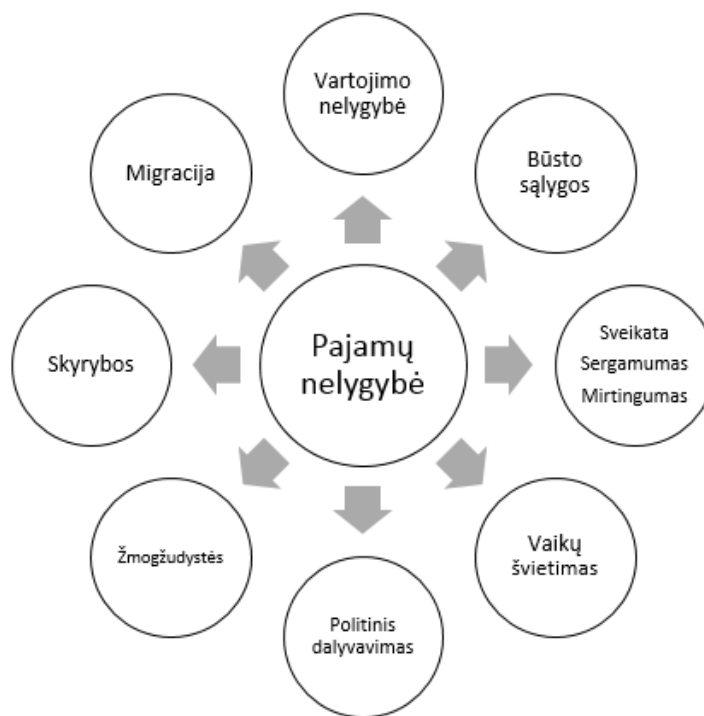 Vartojimo
nelygybė
Migracija
Būsto
sąlygos
Skyrybos
Pajamų
nelygybė
Sveikata
Sergamumas
Mirtingumas
Žmogžudystės
Vaikų
švietimas
Politinis
dalyvavimas